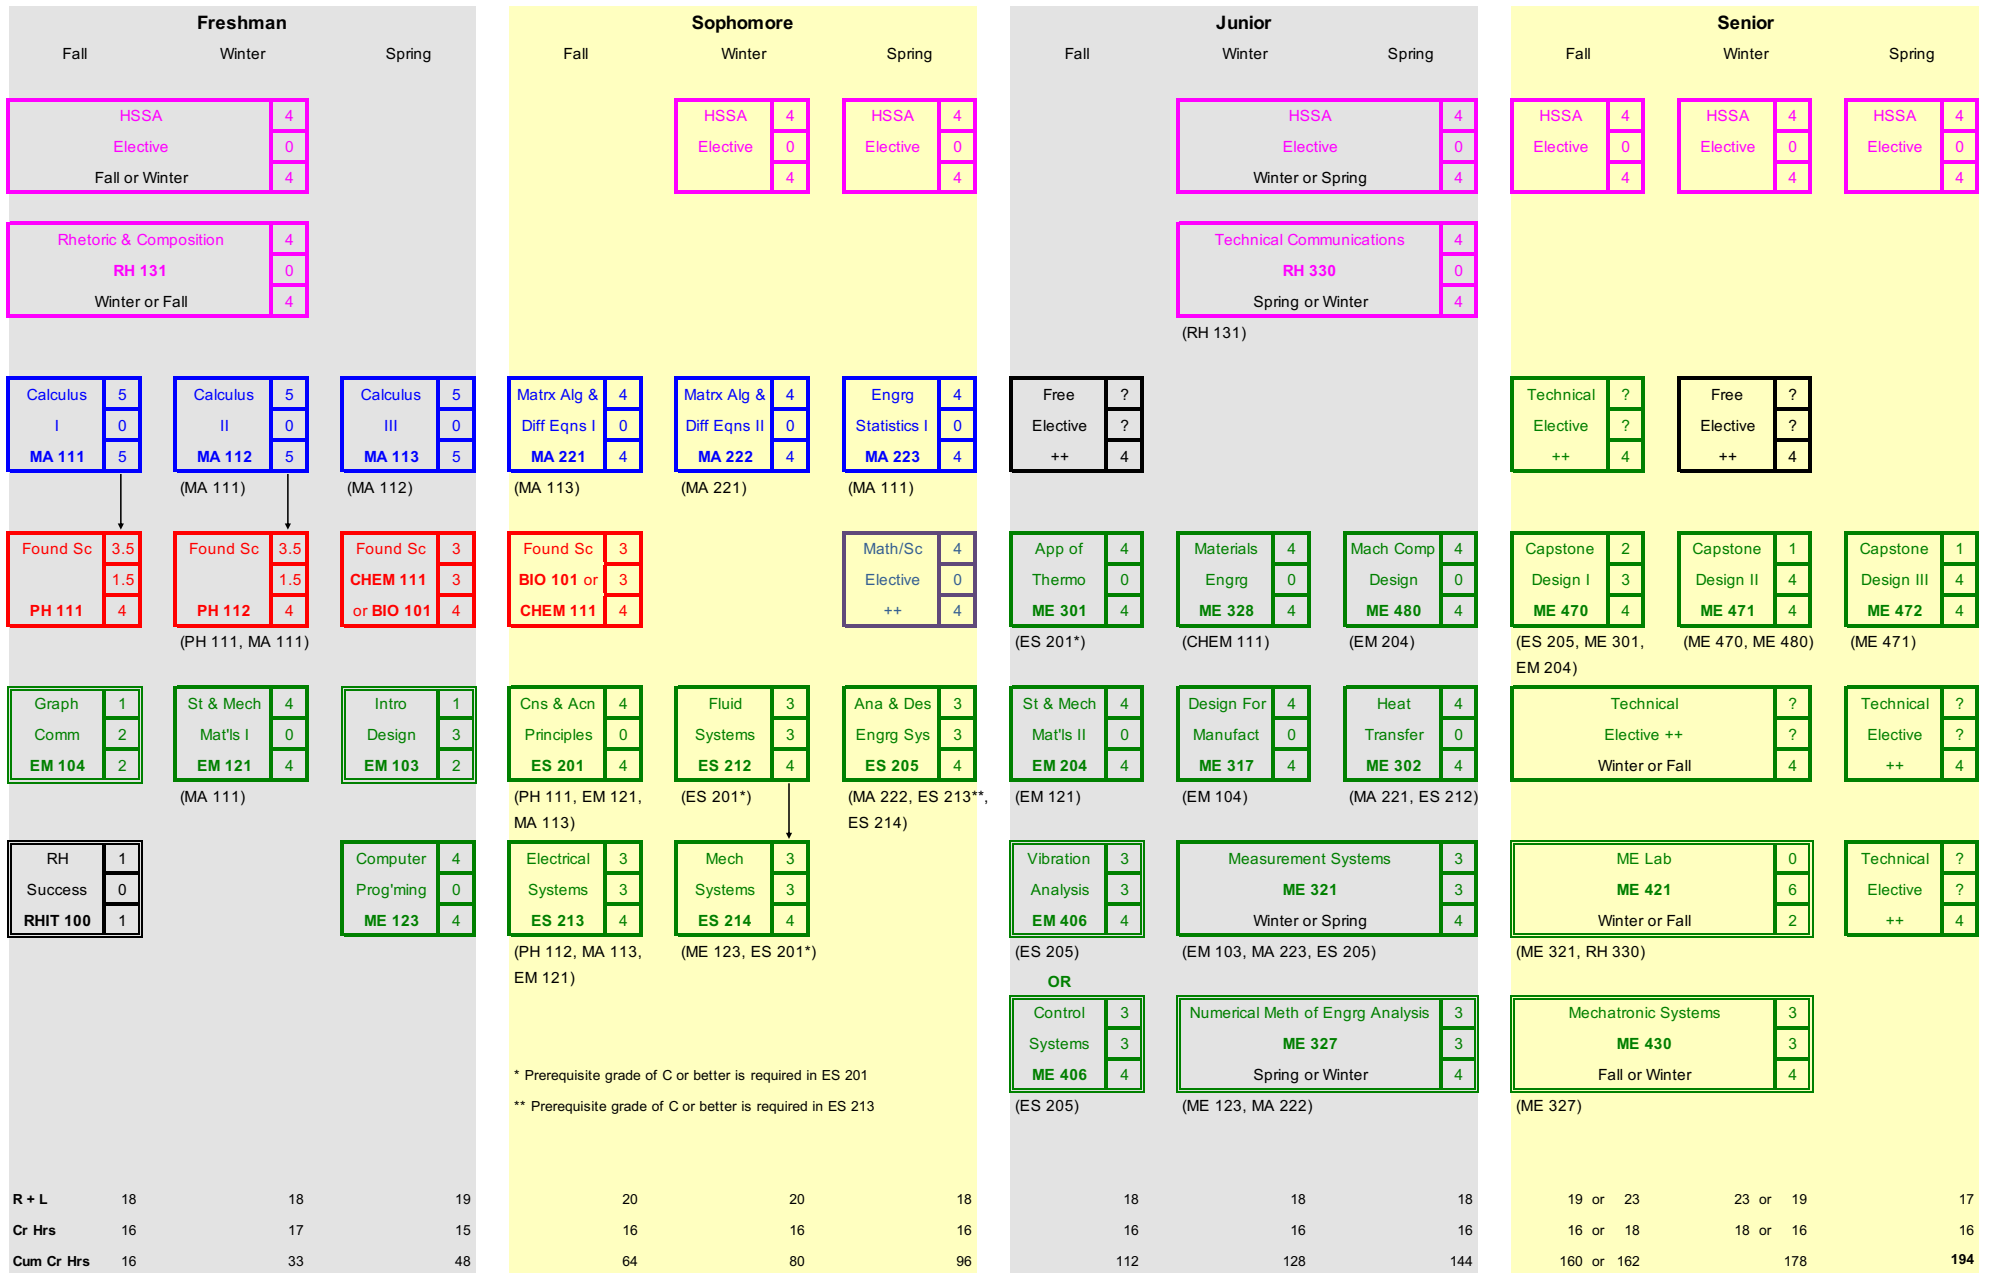 Freshman
Sophomore
Junior
Senior
Fall Winter Spring
Fall Winter Spring
Fall Winter Spring
Fall Winter Spring
HSSA 4
Elective 0
Fall or Winter 4
HSSA 4
Elective 0
4
HSSA 4
Elective 0
4
HSSA 4
Elective 0
Winter or Spring 4
HSSA 4
Elective 0
4
HSSA 4
Elective 0
4
HSSA 4
Elective 0
4
Rhetoric & Composition 4
RH 131 0
Winter or Fall 4
Technical Communications 4
RH 330 0
Spring or Winter 4
(RH 131)
Calculus 5
I 0
MA 111 5
Calculus 5
II 0
MA 112 5
(MA 111)
Calculus 5
III 0
MA 113 5
(MA 112)
Matrx Alg & 4
Diff Eqns I 0
MA 221 4
(MA 113)
Matrx Alg & 4
Diff Eqns II 0
MA 222 4
(MA 221)
Engrg 4
Statistics I 0
MA 223 4
(MA 111)
Free ?
Elective ?
++ 4
Technical ?
Elective ?
++ 4
Free ?
Elective ?
++ 4
Found Sc 3.5
1.5
PH 111 4
Found Sc 3.5
1.5
PH 112 4
(PH 111, MA 111)
Found Sc 3
CHEM 111 3
or BIO 101 4
Found Sc 3
BIO 101 or 3
CHEM 111 4
Math/Sc 4
Elective 0
++ 4
App of 4
Thermo 0
ME 301 4
(ES 201*)
Materials 4
Engrg 0
ME 328 4
(CHEM 111)
Mach Comp 4
Design 0
ME 480 4
(EM 204)
Capstone 2
Design I 3
ME 470 4
(ES 205, ME 301,
EM 204)
Capstone 1
Design II 4
ME 471 4
(ME 470, ME 480)
Capstone 1
Design III 4
ME 472 4
(ME 471)
Graph 1
Comm 2
EM 104 2
St & Mech 4
Mat'ls I 0
EM 121 4
(MA 111)
Intro 1
Design 3
EM 103 2
Cns & Acn 4
Principles 0
ES 201 4
(PH 111, EM 121,
MA 113)
Fluid 3
Systems 3
ES 212 4
(ES 201*)
Ana & Des 3
Engrg Sys 3
ES 205 4
(MA 222, ES 213**,
ES 214)
St & Mech 4
Mat'ls II 0
EM 204 4
(EM 121)
Design For 4
Manufact 0
ME 317 4
(EM 104)
Heat 4
Transfer 0
ME 302 4
(MA 221, ES 212)
Technical ?
Elective ++ ?
Winter or Fall 4
Technical ?
Elective ?
++ 4
RH 1
Success 0
RHIT 100 1
Computer 4
Prog'ming 0
ME 123 4
Electrical 3
Systems 3
ES 213 4
(PH 112, MA 113,
EM 121)
Mech 3
Systems 3
ES 214 4
(ME 123, ES 201*)
Vibration 3
Analysis 3
EM 406 4
(ES 205)
Measurement Systems 3
ME 321 3
Winter or Spring 4
(EM 103, MA 223, ES 205)
ME Lab 0
ME 421 6
Winter or Fall 2
(ME 321, RH 330)
Technical ?
Elective ?
++ 4
OR
Control 3
Systems 3
ME 406 4
(ES 205)
Numerical Meth of Engrg Analysis 3
ME 327 3
Spring or Winter 4
(ME 123, MA 222)
Mechatronic Systems 3
ME 430 3
Fall or Winter 4
(ME 327)
* Prerequisite grade of C or better is required in ES 201
** Prerequisite grade of C or better is required in ES 213
R + L 18 18 19 20 20 18 18 18 18 19 or 23 23 or 19 17
Cr Hrs 16 17 15 16 16 16 16 16 16 16 or 18 18 or 16 16
Cum Cr Hrs 16 33 48 64 80 96 112 128 144 160 or 162 178 194